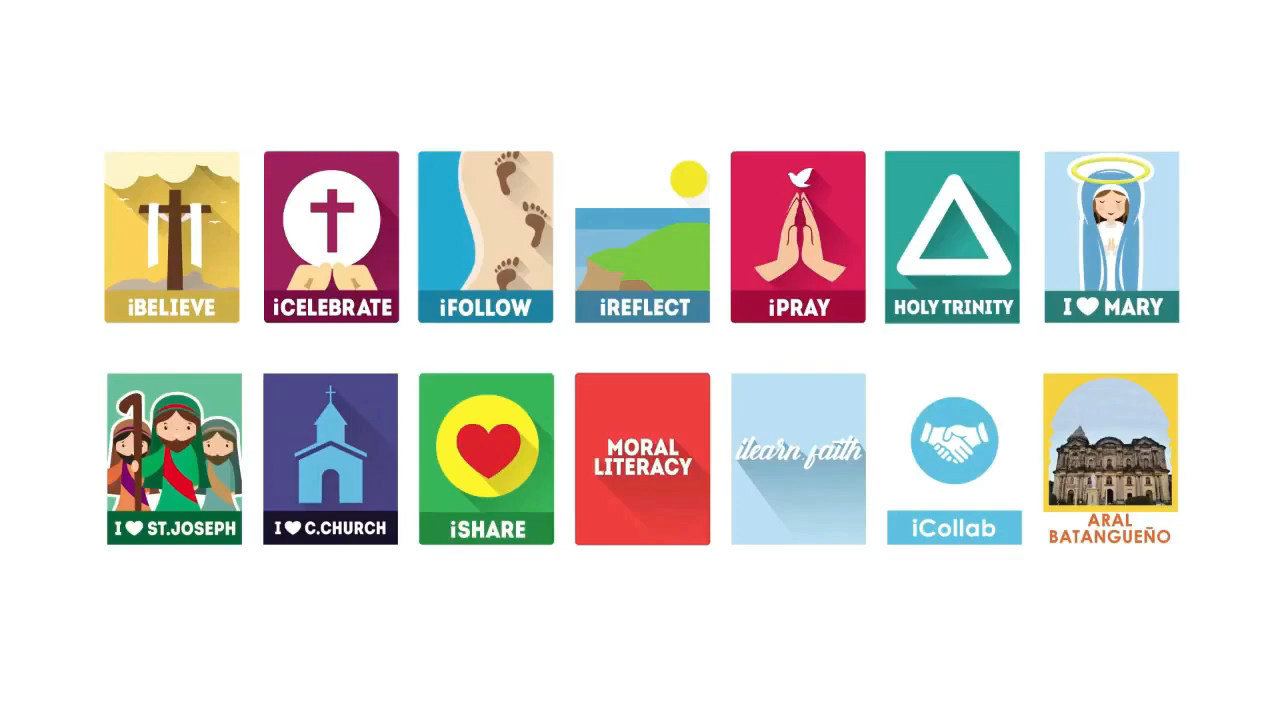 iBELIEVE
iCELEBRATE
iFOLLOW
iREFLECT
iPRAY
HOLY TRINITY
I ♥ MARY
I ♥ ST.JOSEPH
I ♥ C.CHURCH
iSHARE
MORAL
LITERACY
ilearn.faith
iCollab
ARAL
BATANGUEÑO